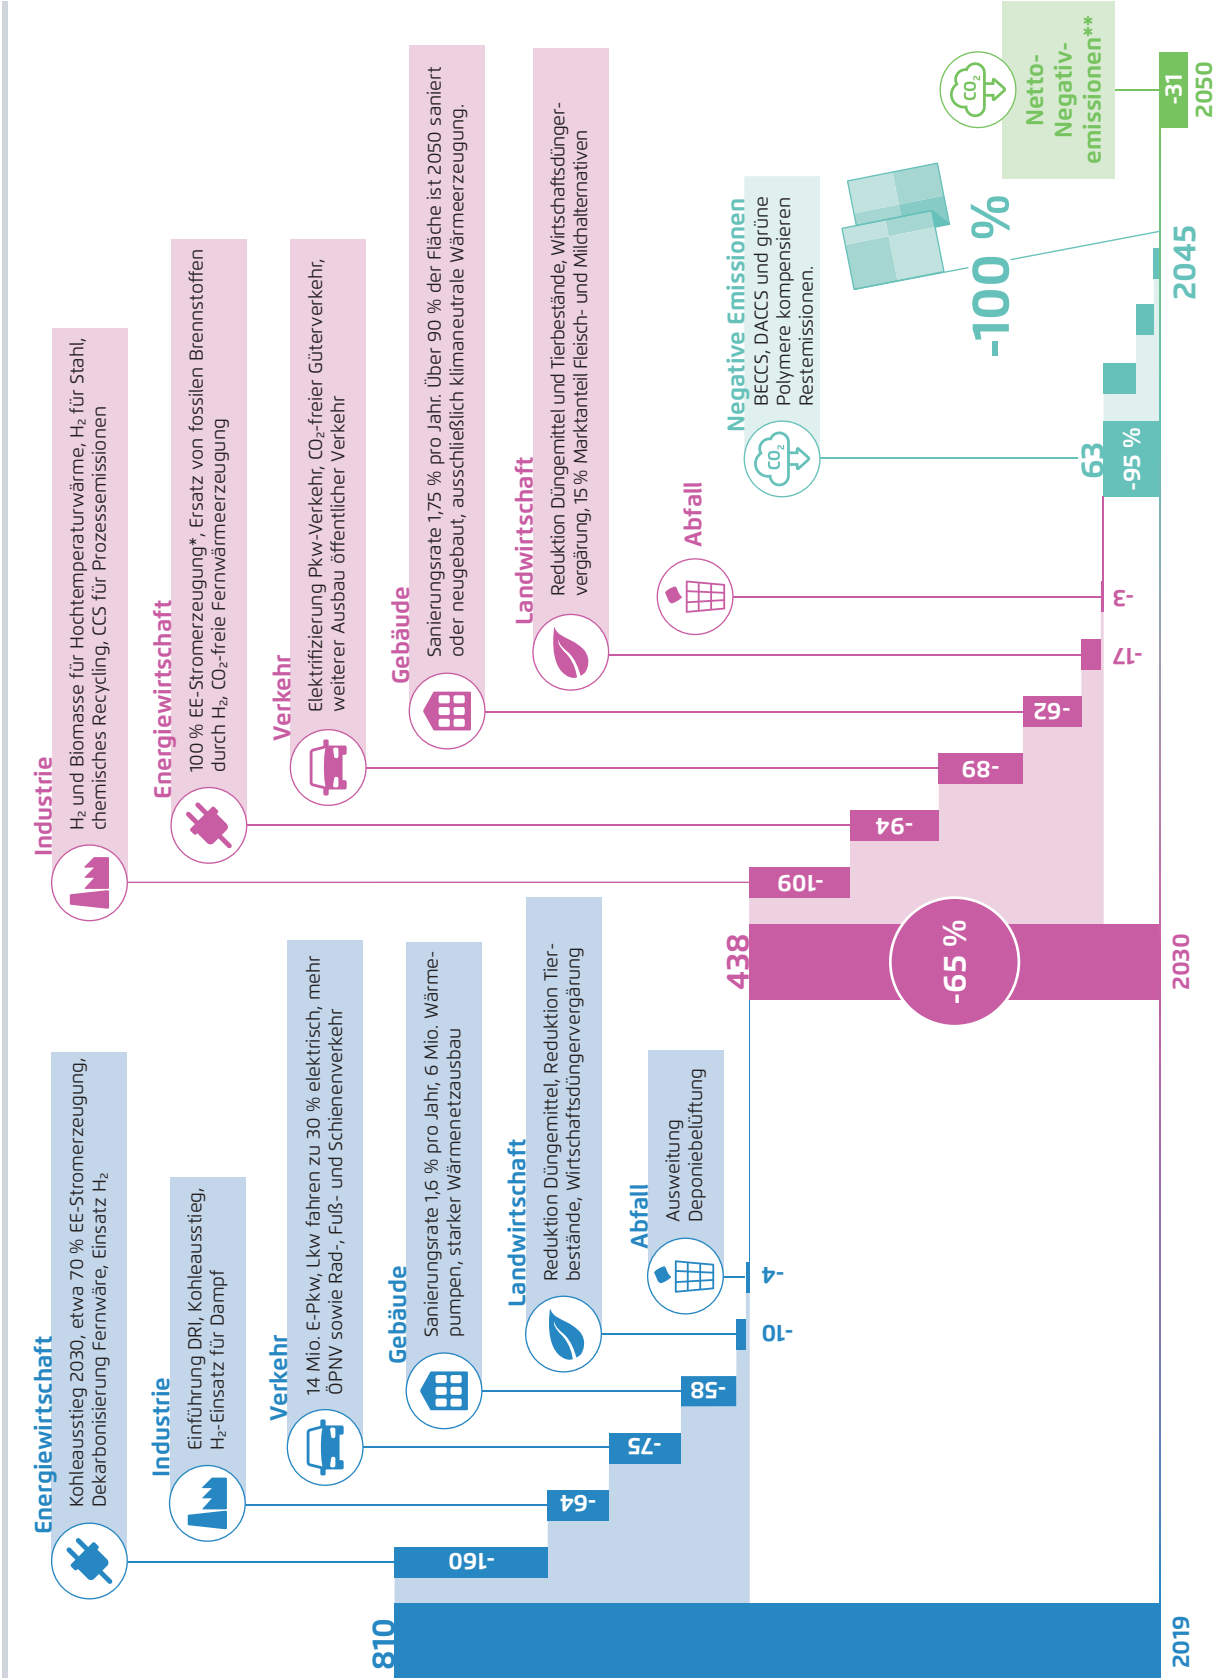 Energiewirtschaft
Kohleausstieg 2030, etwa 70 % EE-Stromerzeugung,
Dekarbonisierung Fernwäre, Einsatz H₂
Industrie
Einführung DRI, Kohleausstieg,
H₂-Einsatz für Dampf
Verkehr
14 Mio. E-Pkw, Lkw fahren zu 30 % elektrisch, mehr
ÖPNV sowie Rad-, Fuß- und Schienenverkehr
Gebäude
Sanierungsrate 1,6 % pro Jahr, 6 Mio. Wärme-
pumpen, starker Wärmenetzausbau
Landwirtschaft
Reduktion Düngemittel, Reduktion Tier-
bestände, Wirtschaftsdüngervergärung
Abfall
Ausweitung
Deponiebelüftung
810
-160
-64
-75
-58
-10
-4
2019
Industrie
H₂ und Biomasse für Hochtemperaturwärme, H₂ für Stahl,
chemisches Recycling, CCS für Prozessemissionen
Energiewirtschaft
100 % EE-Stromerzeugung*, Ersatz von fossilen Brennstoffen
durch H₂, CO₂-freie Fernwärmeerzeugung
Verkehr
Elektrifizierung Pkw-Verkehr, CO₂-freier Güterverkehr,
weiterer Ausbau öffentlicher Verkehr
Gebäude
Sanierungsrate 1,75 % pro Jahr. Über 90 % der Fläche ist 2050 saniert
oder neugebaut, ausschließlich klimaneutrale Wärmeerzeugung.
Landwirtschaft
Reduktion Düngemittel und Tierbestände, Wirtschaftsdünger-
vergärung, 15 % Marktanteil Fleisch- und Milchalternativen
Abfall
438
-65 %
-109
-94
-89
-62
-17
-3
2030
Negative Emissionen
CO₂
BECCS, DACCS und grüne
Polymere kompensieren
Restemissionen.
63
-95 %
-100 %
2045
CO₂
Netto-
Negativ-
emissionen**
-31
2050